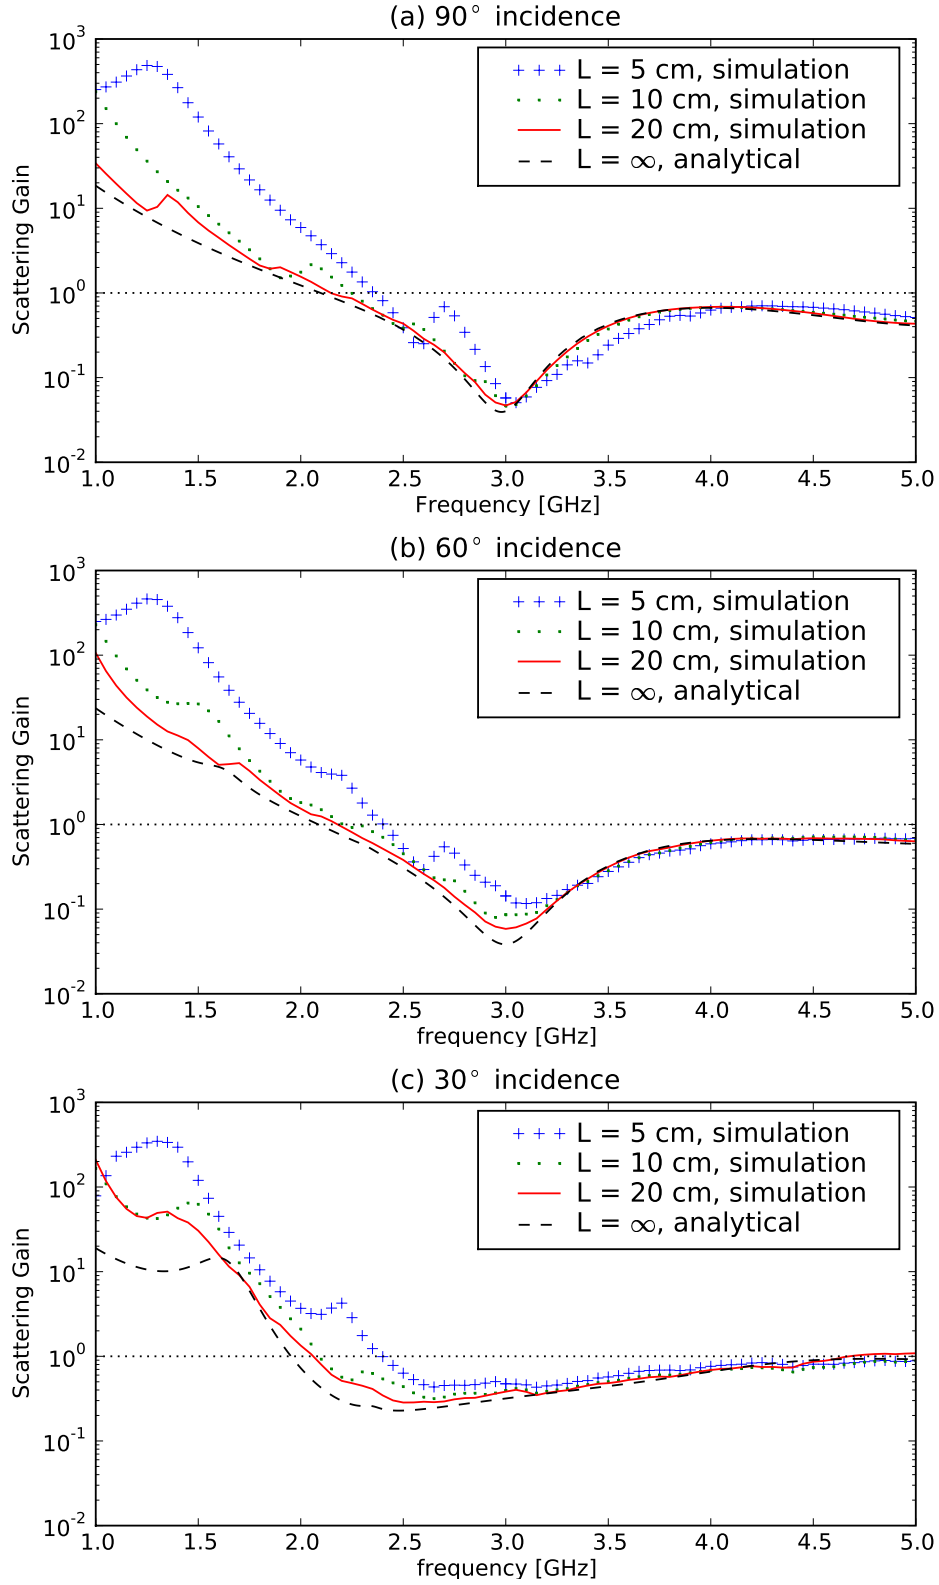 (a) 90° incidence
10³
10²
10¹
10⁰
10⁻¹
10⁻²
Scattering Gain
L = 5 cm, simulation
L = 10 cm, simulation
L = 20 cm, simulation
L = ∞, analytical
1.0 1.5 2.0 2.5 3.0 3.5 4.0 4.5 5.0
Frequency [GHz]
(b) 60° incidence
10³
10²
10¹
10⁰
10⁻¹
10⁻²
Scattering Gain
L = 5 cm, simulation
L = 10 cm, simulation
L = 20 cm, simulation
L = ∞, analytical
1.0 1.5 2.0 2.5 3.0 3.5 4.0 4.5 5.0
frequency [GHz]
(c) 30° incidence
10³
10²
10¹
10⁰
10⁻¹
10⁻²
Scattering Gain
L = 5 cm, simulation
L = 10 cm, simulation
L = 20 cm, simulation
L = ∞, analytical
1.0 1.5 2.0 2.5 3.0 3.5 4.0 4.5 5.0
frequency [GHz]